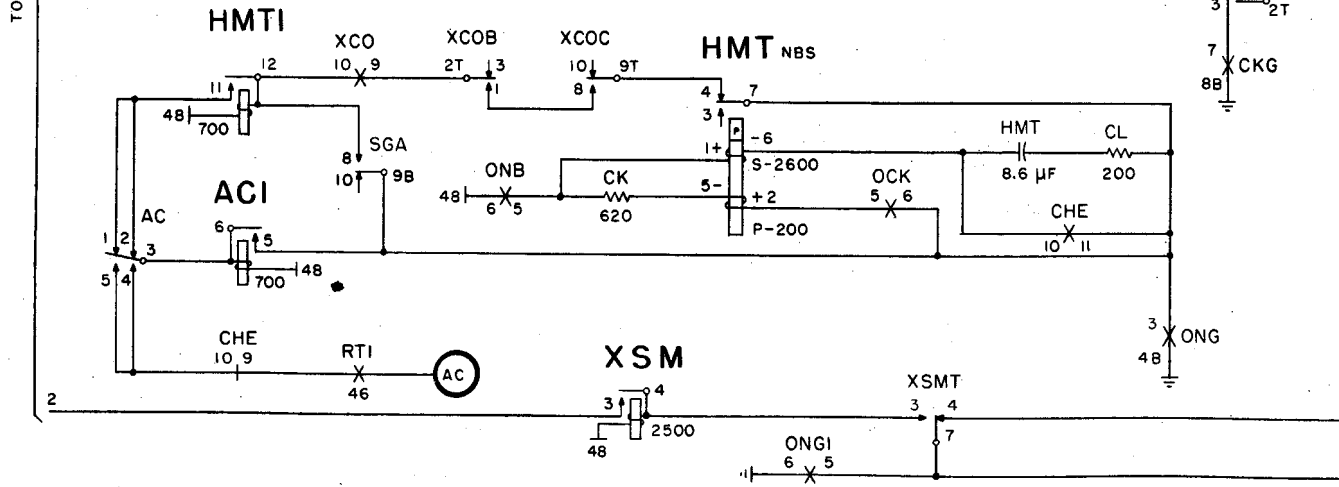 TO
HMT1
XCO
XCOB
XCOC
HMT NBS
3
2T
7
CKG
8B
12
10 9
2T
3
1
10
8
9T
4
7
3
11
48
700
SGA
8
10
9B
ONB
48
6 5
CK
620
1+
-6
S-2600
5-
+2
P-200
OCK
5 6
HMT
8.6 µF
CL
200
CHE
10 11
AC1
AC
1 2
3
5 4
6
5
48
700
CHE
10 9
RT1
46
AC
XSM
2
3
4
48
2500
XSMT
3 4
7
ONG1
6 5
3
ONG
4B